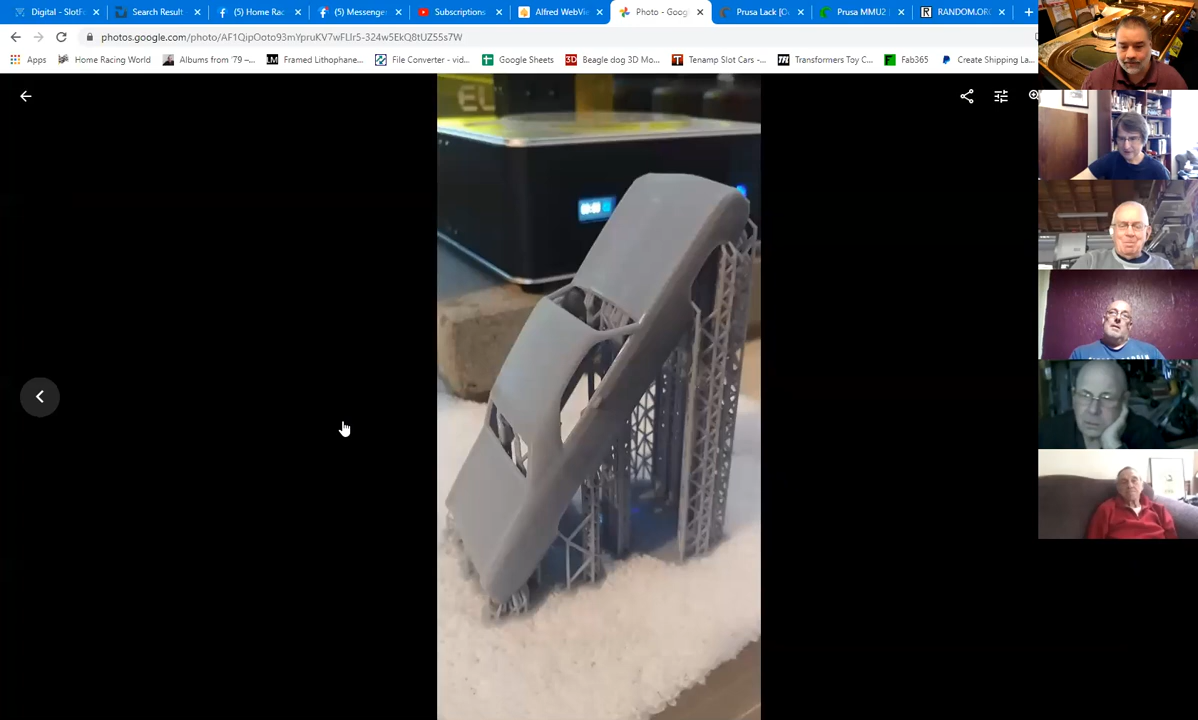 Digital - SlotF
Search Result
(5) Home Rac
(5) Messenge
Subscriptions
Alfred WebVi
Photo - Goog
Prusa Lack [O
Prusa MMU2
RANDOM.OR
photos.google.com/photo/AF1QipOoto93mYpruKV7wFLIr5-324w5EkQ8tUZ55s7W
Apps
Home Racing World
Albums from '79 –...
Framed Lithophane...
File Converter - vid...
Google Sheets
Beagle dog 3D Mo...
Tenamp Slot Cars -...
Transformers Toy C...
Fab365
Create Shipping La...
EL